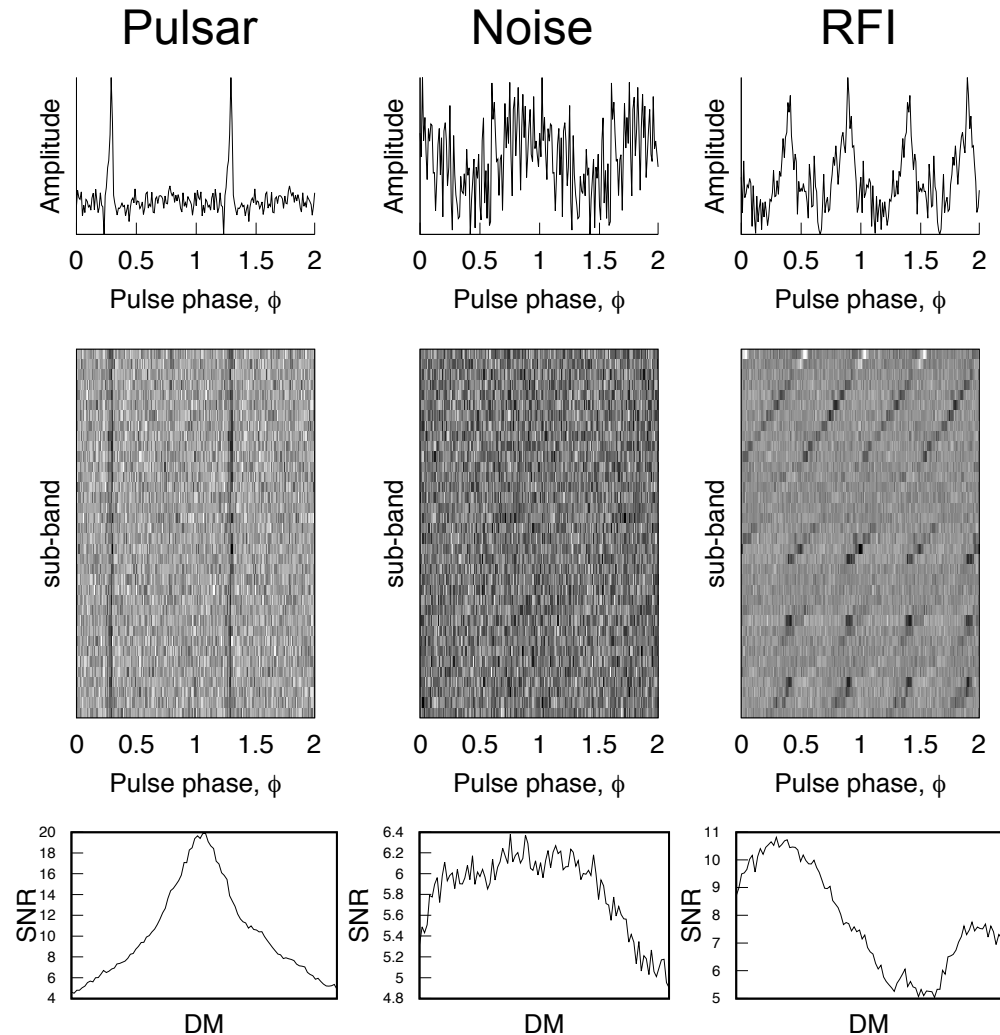 Pulsar Noise RFI
Amplitude Amplitude Amplitude
0 0.5 1 1.5 2 0 0.5 1 1.5 2 0 0.5 1 1.5 2
Pulse phase, ϕ Pulse phase, ϕ Pulse phase, ϕ
sub-band sub-band sub-band
0 0.5 1 1.5 2 0 0.5 1 1.5 2 0 0.5 1 1.5 2
Pulse phase, ϕ Pulse phase, ϕ Pulse phase, ϕ
SNR
20
18
16
14
12
10
8
6
4
DM
SNR
6.4
6.2
6
5.8
5.6
5.4
5.2
5
4.8
DM
SNR
11
10
9
8
7
6
5
DM